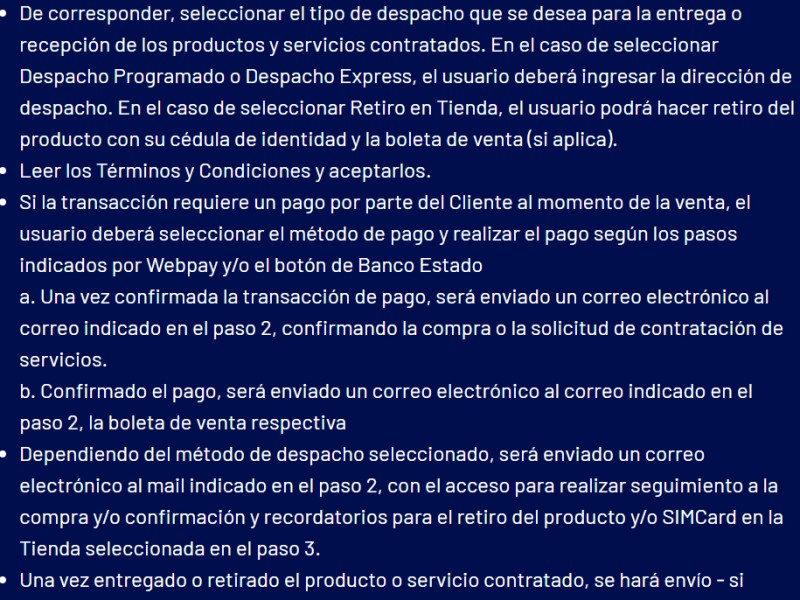 • De corresponder, seleccionar el tipo de despacho que se desea para la entrega o
recepción de los productos y servicios contratados. En el caso de seleccionar
Despacho Programado o Despacho Express, el usuario deberá ingresar la dirección de
despacho. En el caso de seleccionar Retiro en Tienda, el usuario podrá hacer retiro del
producto con su cédula de identidad y la boleta de venta (si aplica).
• Leer los Términos y Condiciones y aceptarlos.
• Si la transacción requiere un pago por parte del Cliente al momento de la venta, el
usuario deberá seleccionar el método de pago y realizar el pago según los pasos
indicados por Webpay y/o el botón de Banco Estado
a. Una vez confirmada la transacción de pago, será enviado un correo electrónico al
correo indicado en el paso 2, confirmando la compra o la solicitud de contratación de
servicios.
b. Confirmado el pago, será enviado un correo electrónico al correo indicado en el
paso 2, la boleta de venta respectiva
• Dependiendo del método de despacho seleccionado, será enviado un correo
electrónico al mail indicado en el paso 2, con el acceso para realizar seguimiento a la
compra y/o confirmación y recordatorios para el retiro del producto y/o SIMCard en la
Tienda seleccionada en el paso 3.
• Una vez entregado o retirado el producto o servicio contratado, se hará envío - si